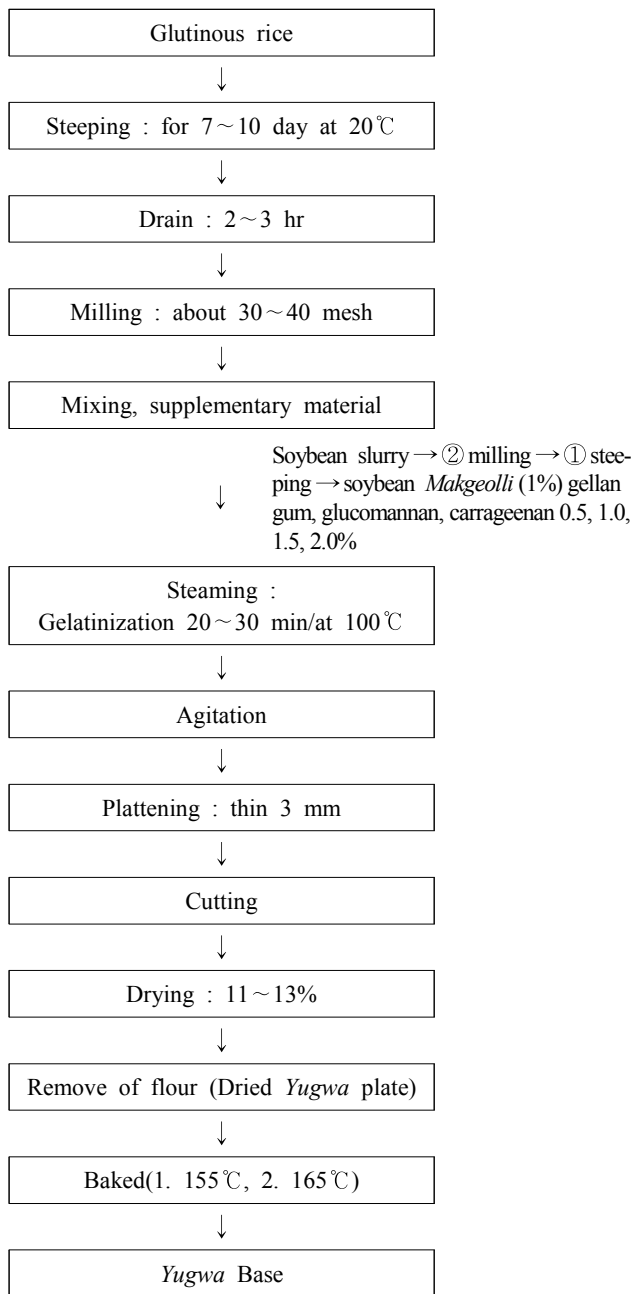 Glutinous rice
↓
Steeping : for 7～10 day at 20℃
↓
Drain : 2～3 hr
↓
Milling : about 30～40 mesh
↓
Mixing, supplementary material
↓
Soybean slurry → ② milling → ① stee-
ping → soybean Makgeolli (1%) gellan
gum, glucomannan, carrageenan 0.5, 1.0,
1.5, 2.0%
Steaming :
Gelatinization 20～30 min/at 100℃
↓
Agitation
↓
Plattening : thin 3 mm
↓
Cutting
↓
Drying : 11～13%
↓
Remove of flour (Dried Yugwa plate)
↓
Baked(1. 155℃, 2. 165℃)
↓
Yugwa Base